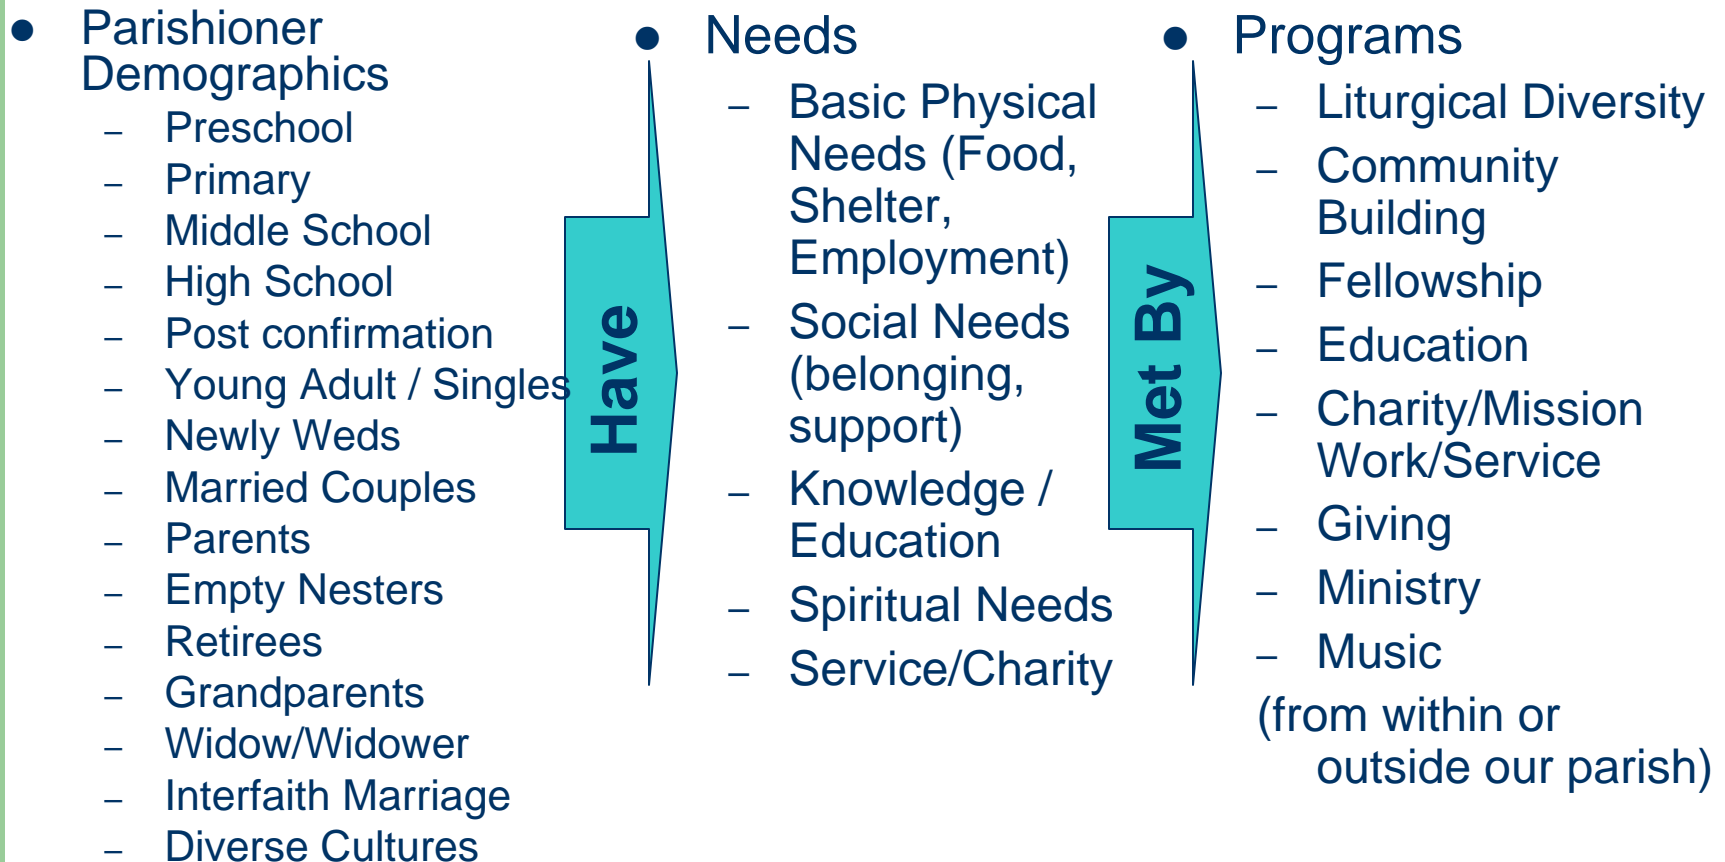 ● Parishioner
Demographics
– Preschool
– Primary
– Middle School
– High School
– Post confirmation
– Young Adult / Singles
– Newly Weds
– Married Couples
– Parents
– Empty Nesters
– Retirees
– Grandparents
– Widow/Widower
– Interfaith Marriage
– Diverse Cultures
Have
● Needs
– Basic Physical
Needs (Food,
Shelter,
Employment)
– Social Needs
(belonging,
support)
– Knowledge /
Education
– Spiritual Needs
– Service/Charity
Met By
● Programs
– Liturgical Diversity
– Community
Building
– Fellowship
– Education
– Charity/Mission
Work/Service
– Giving
– Ministry
– Music
(from within or
outside our parish)